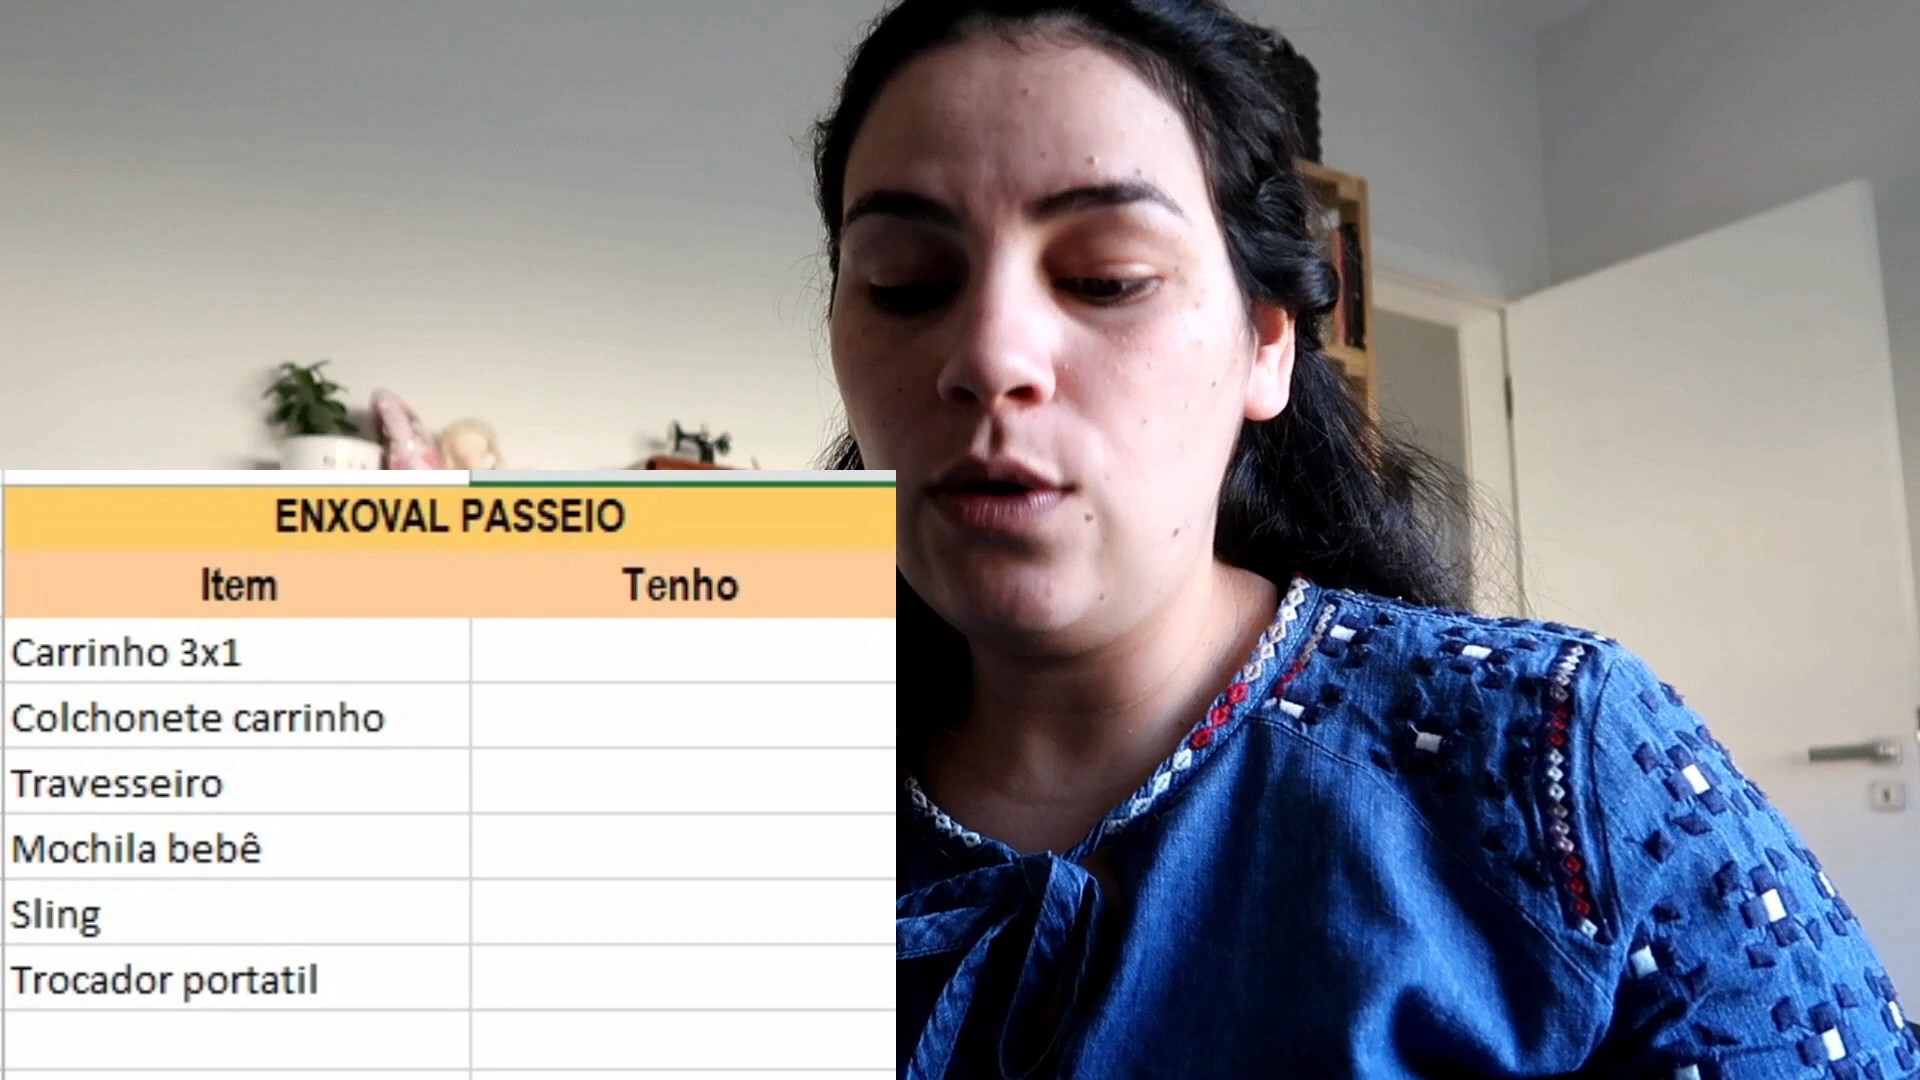 ENXOVAL PASSEIO
Item Tenho
Carrinho 3x1
Colchonete carrinho
Travesseiro
Mochila bebê
Sling
Trocador portatil